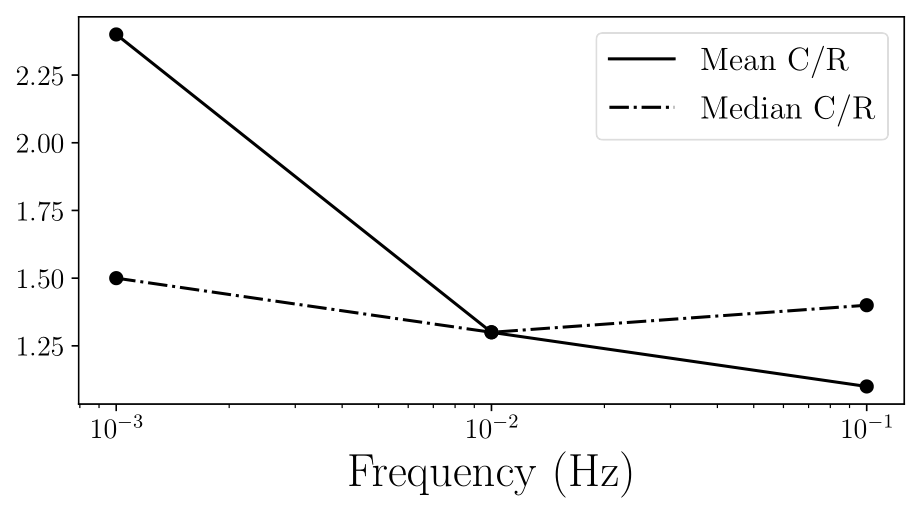 2.25
2.00
1.75
1.50
1.25
Mean C/R
Median C/R
10⁻³ 10⁻² 10⁻¹
Frequency (Hz)